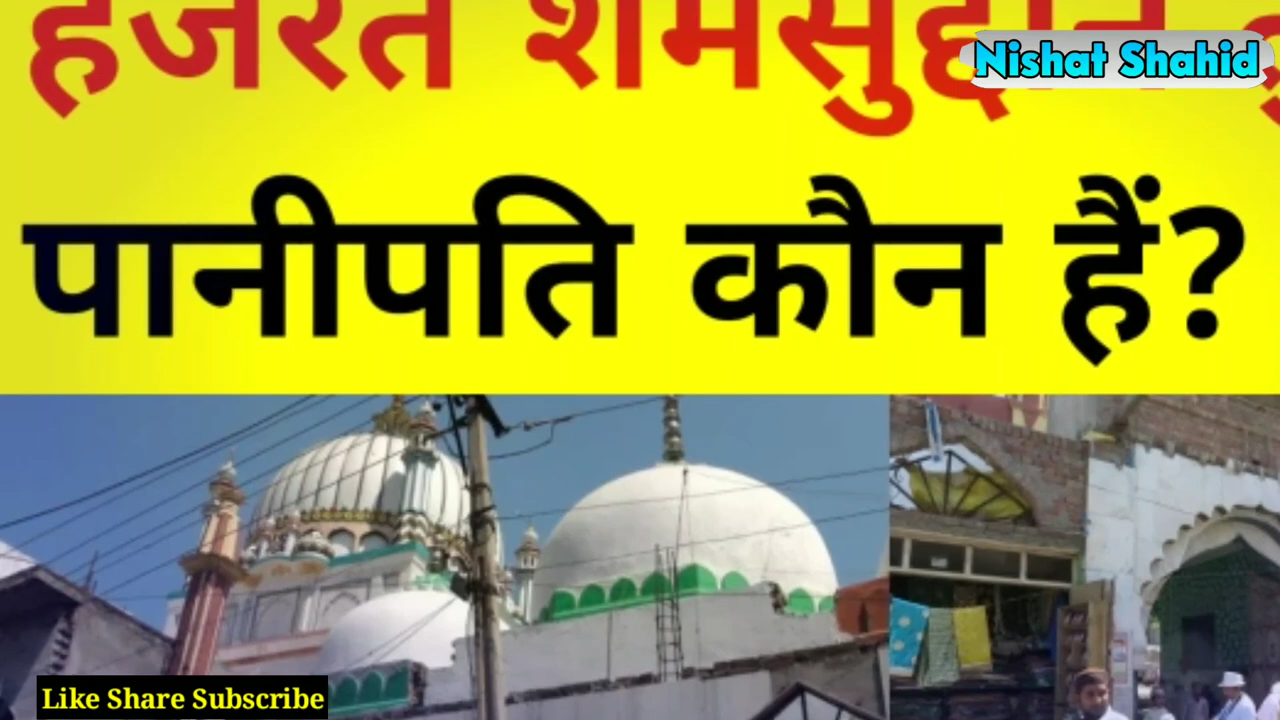 हजरत शमसुद्दीन
Nishat Shahid
पानीपति कौन हैं?
Like Share Subscribe